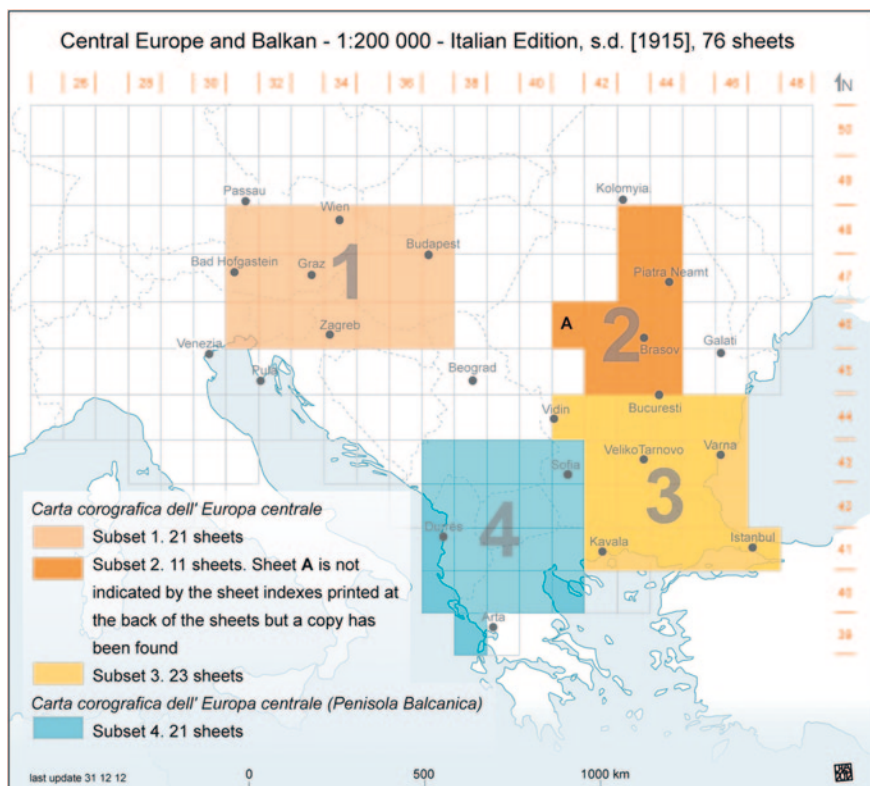 Central Europe and Balkan - 1:200 000 - Italian Edition, s.d. [1915], 76 sheets
26 28 30 32 34 36 38 40 42 44 46 48
N
50
49
48
47
46
45
44
43
42
41
40
39
Passau
Kolomyia
Wien
Budapest
Bad Hofgastein
Graz
1
Piatra Neamt
Zagreb
A
2
Venezia
Brasov
Galati
Pula
Beograd
Vidin
Bucuresti
Veliko Tarnovo
Varna
Sofia
3
Durrës
4
Kavala
Istanbul
Arta
Carta corografica dell' Europa centrale
Subset 1. 21 sheets
Subset 2. 11 sheets. Sheet A is not
indicated by the sheet indexes printed at
the back of the sheets but a copy has
been found
Subset 3. 23 sheets
Carta corografica dell' Europa centrale (Penisola Balcanica)
Subset 4. 21 sheets
last update 31 12 12
0 500 1000 km